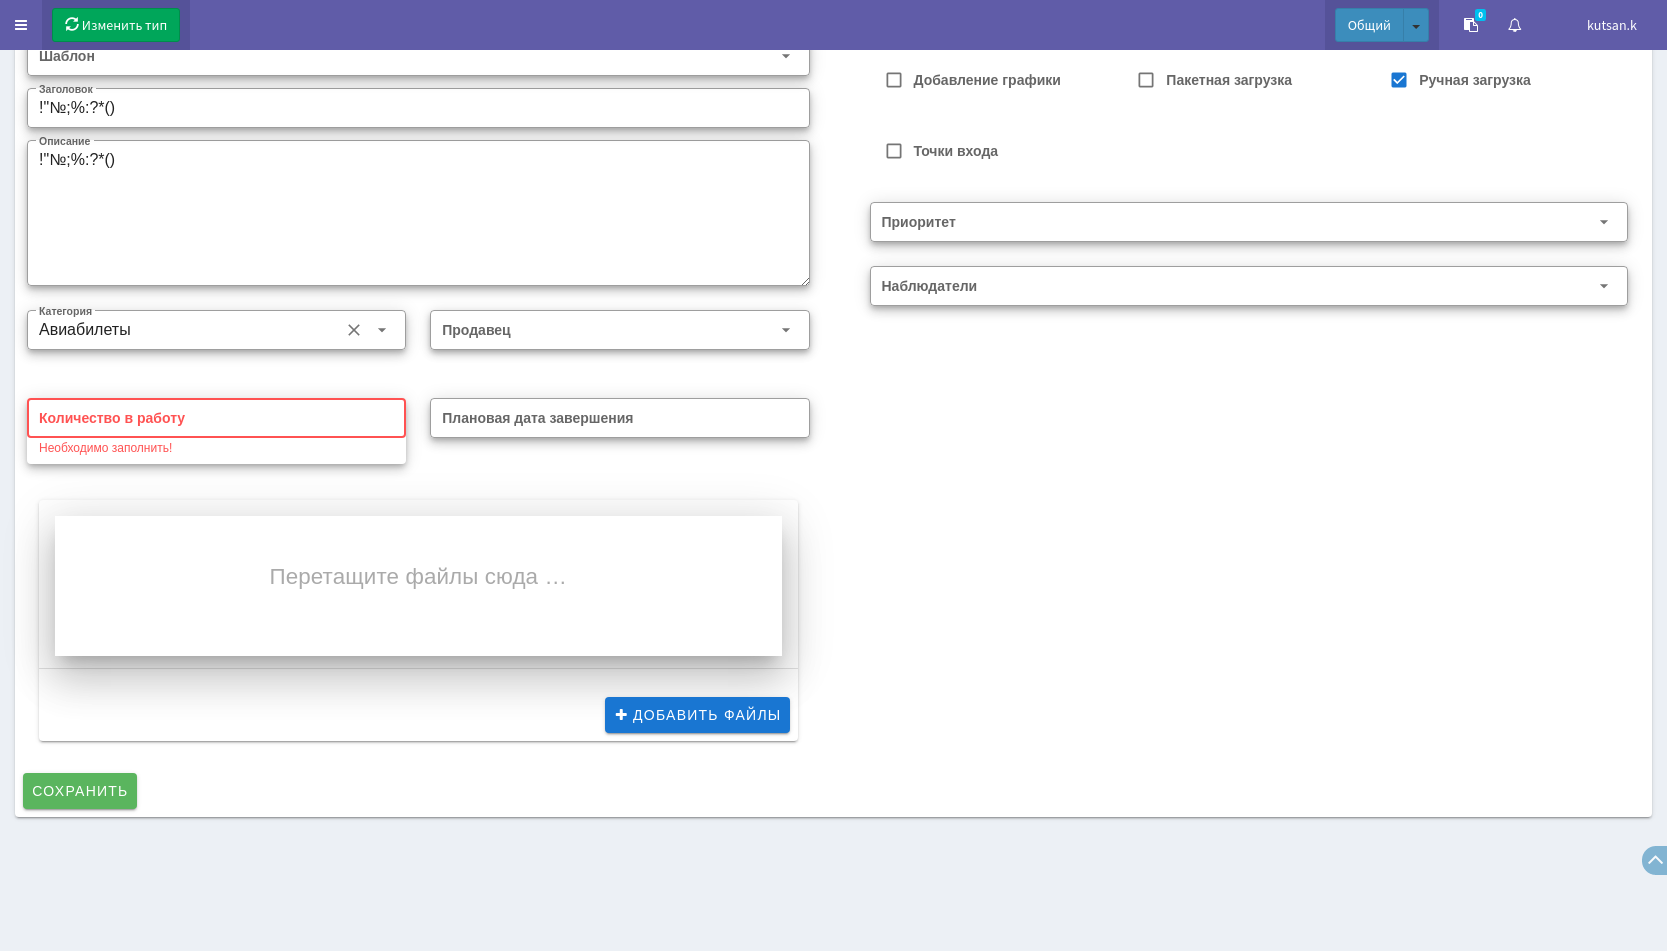 Изменить тип
Общий
0
kutsan.k
Шаблон
Заголовок
!"№;%:?*()
Описание
!"№;%:?*()
Категория
Авиабилеты
Продавец
Количество в работу
Необходимо заполнить!
Плановая дата завершения
Перетащите файлы сюда …
ДОБАВИТЬ ФАЙЛЫ
СОХРАНИТЬ
Добавление графики
Пакетная загрузка
Ручная загрузка
Точки входа
Приоритет
Наблюдатели